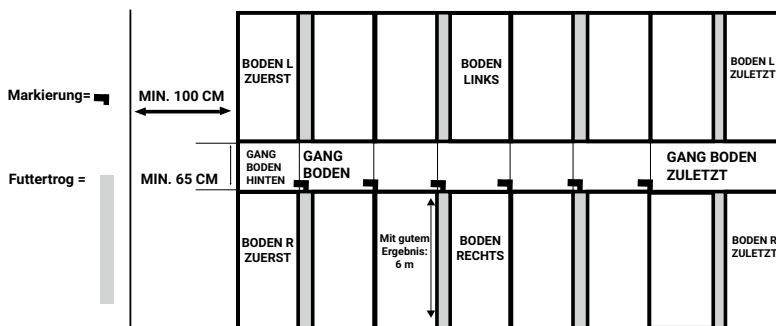 Markierung=
Futtertrog =
MIN. 100 CM
MIN. 65 CM
BODEN L
ZUERST
BODEN
LINKS
BODEN L
ZULETZT
GANG
BODEN
HINTEN
GANG
BODEN
GANG BODEN
ZULETZT
BODEN R
ZUERST
Mit gutem
Ergebnis:
6 m
BODEN
RECHTS
BODEN R
ZULETZT